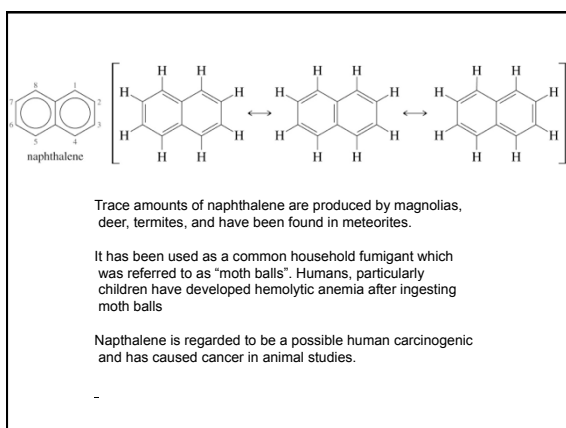 8 1
7 2
6 3
5 4
naphthalene
H H H H H H
H H H H H H
H H H H H H
H H H H H H
Trace amounts of naphthalene are produced by magnolias,
deer, termites, and have been found in meteorites.
It has been used as a common household fumigant which
was referred to as “moth balls”. Humans, particularly
children have developed hemolytic anemia after ingesting
moth balls
Napthalene is regarded to be a possible human carcinogenic
and has caused cancer in animal studies.